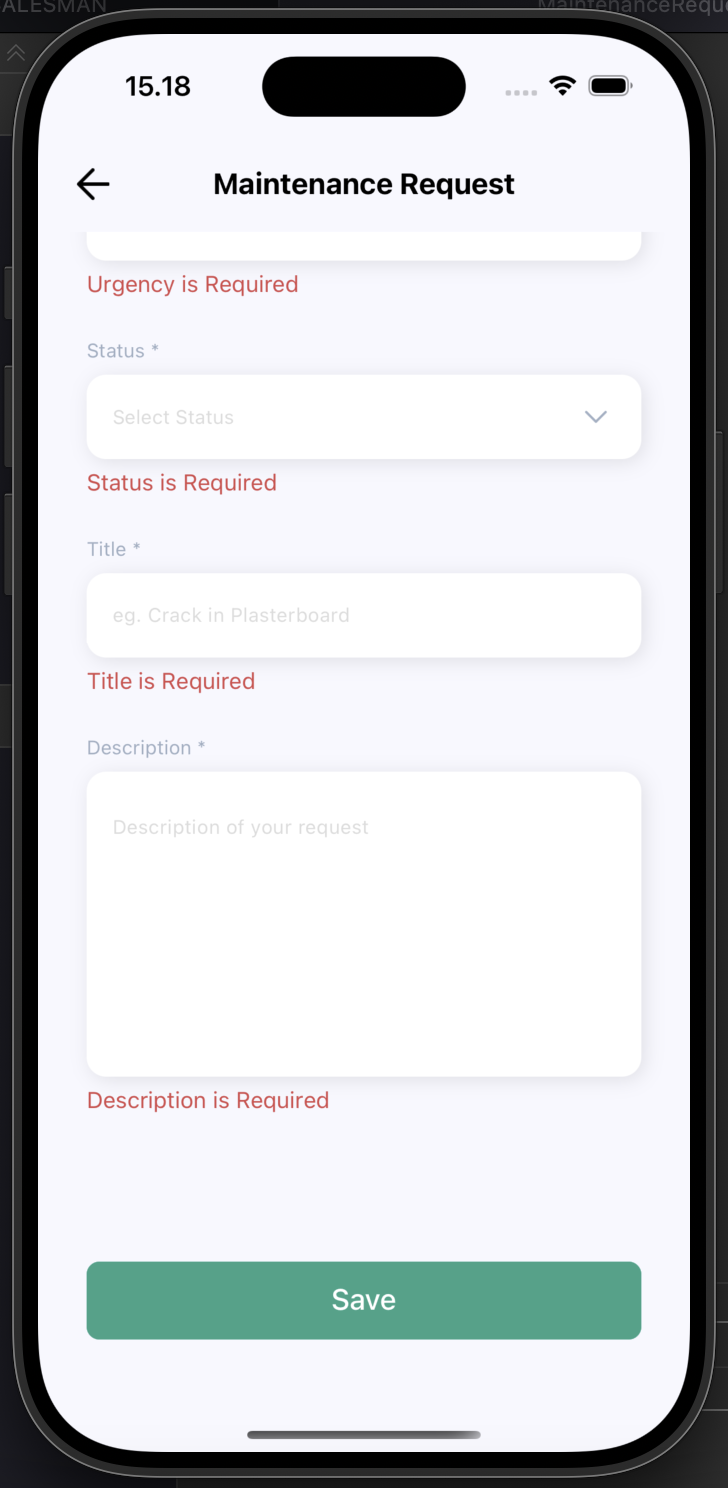 ALESMAN
MaintenanceReque
15.18
Maintenance Request
Urgency is Required
Status *
Select Status
Status is Required
Title *
eg. Crack in Plasterboard
Title is Required
Description *
Description of your request
Description is Required
Save